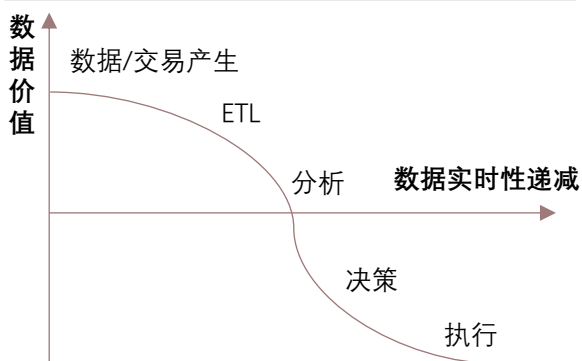 数据价值
数据/交易产生
ETL
分析
数据实时性递减
决策
执行